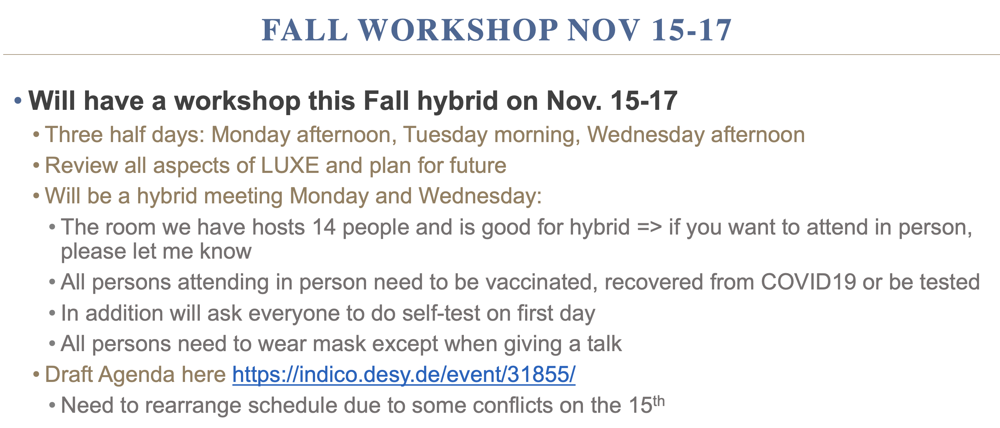 FALL WORKSHOP NOV 15-17
• Will have a workshop this Fall hybrid on Nov. 15-17
• Three half days: Monday afternoon, Tuesday morning, Wednesday afternoon
• Review all aspects of LUXE and plan for future
• Will be a hybrid meeting Monday and Wednesday:
• The room we have hosts 14 people and is good for hybrid => if you want to attend in person,
please let me know
• All persons attending in person need to be vaccinated, recovered from COVID19 or be tested
• In addition will ask everyone to do self-test on first day
• All persons need to wear mask except when giving a talk
• Draft Agenda here https://indico.desy.de/event/31855/
• Need to rearrange schedule due to some conflicts on the 15th